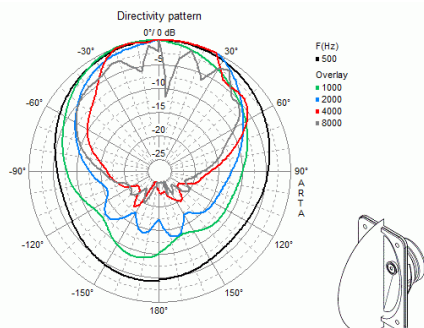 Directivity pattern
0°/ 0 dB
-30°
30°
-5
-10
-15
-20
-25
-60°
60°
-90°
90°
-120°
120°
-150°
150°
180°
A
R
T
A
F(Hz)
500
Overlay
1000
2000
4000
8000